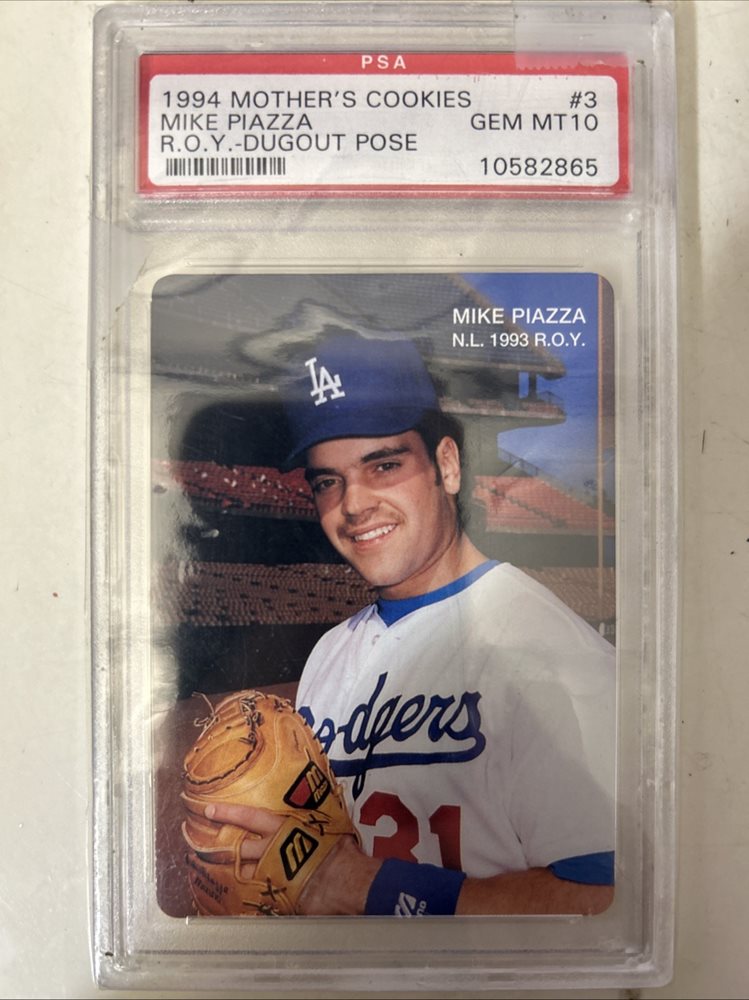 PSA
1994 MOTHER'S COOKIES #3
MIKE PIAZZA GEM MT10
R.O.Y.-DUGOUT POSE
10582865
MIKE PIAZZA
N.L. 1993 R.O.Y.
LA
Dodgers
31